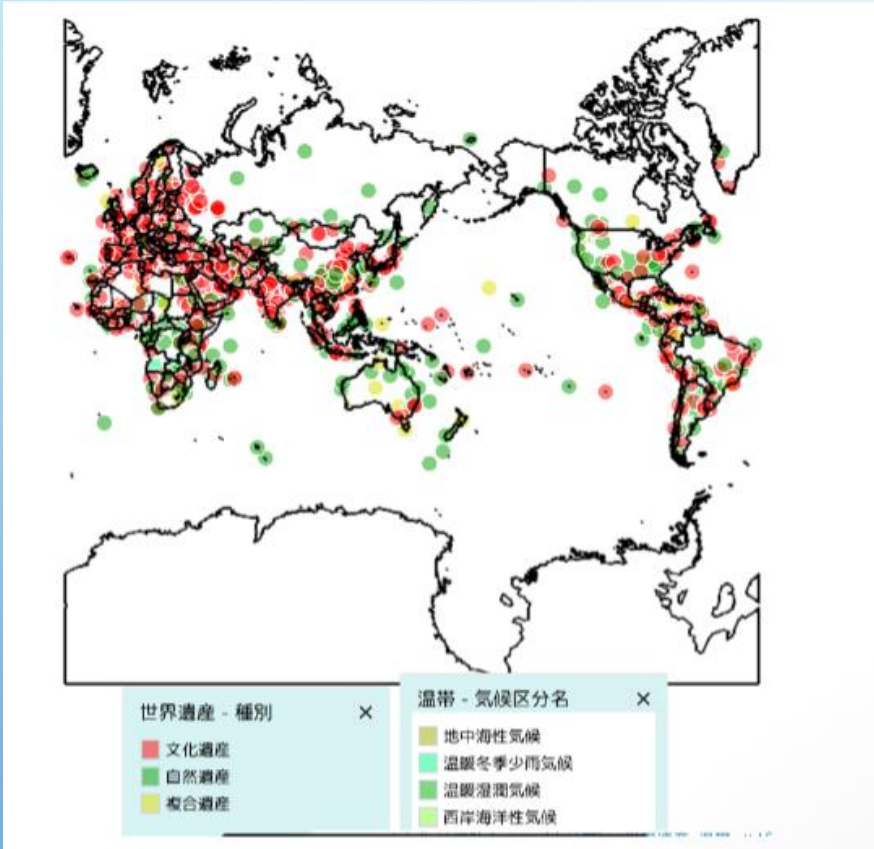 世界遺産 - 種別 ×
文化遺産
自然遺産
複合遺産
温帯 - 気候区分名 ×
地中海性気候
温暖冬季少雨気候
温暖湿潤気候
西岸海洋性気候